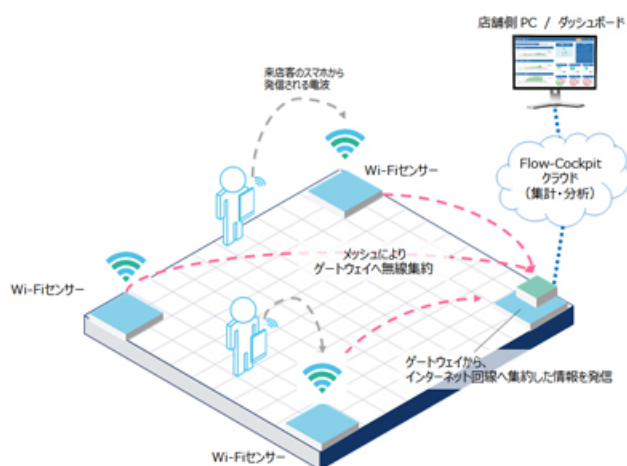 店舗側 PC / ダッシュボード
来店客のスマホから
発信される電波
Wi-Fiセンサー
Flow-Cockpit
クラウド
（集計・分析）
メッシュにより
ゲートウェイへ無線集約
Wi-Fiセンサー
ゲートウェイから、
インターネット回線へ集約した情報を発信
Wi-Fiセンサー